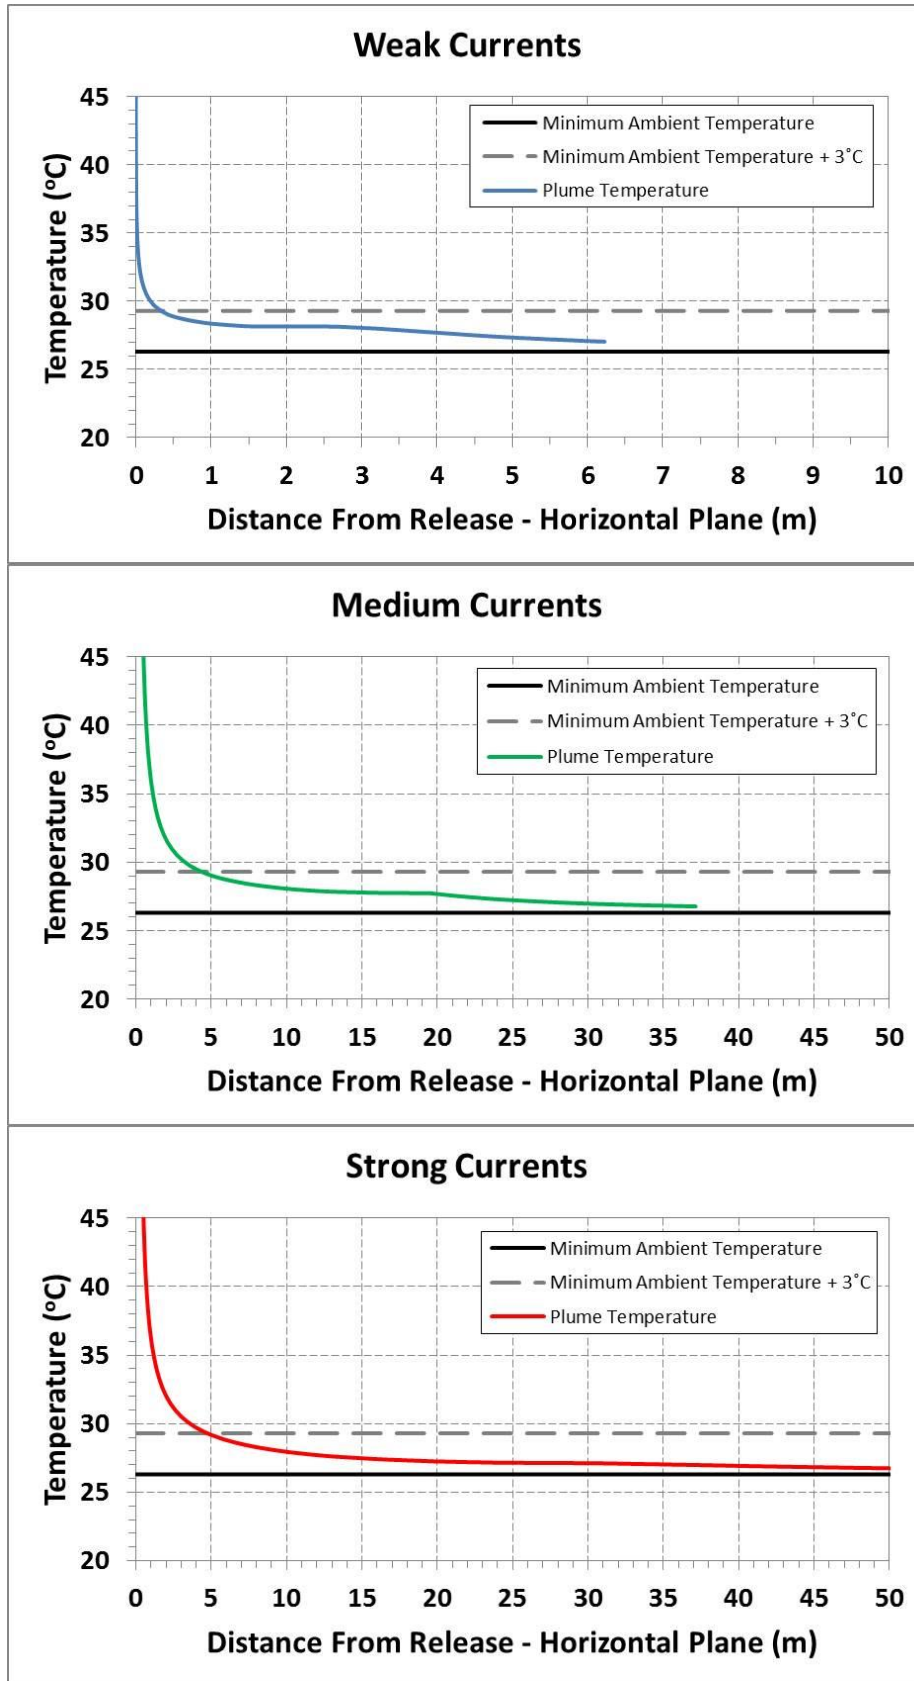 Weak Currents
45
40
35
30
25
20
Temperature (°C)
Minimum Ambient Temperature
Minimum Ambient Temperature + 3˚C
Plume Temperature
0 1 2 3 4 5 6 7 8 9 10
Distance From Release - Horizontal Plane (m)
Medium Currents
45
40
35
30
25
20
Temperature (°C)
Minimum Ambient Temperature
Minimum Ambient Temperature + 3˚C
Plume Temperature
0 5 10 15 20 25 30 35 40 45 50
Distance From Release - Horizontal Plane (m)
Strong Currents
45
40
35
30
25
20
Temperature (°C)
Minimum Ambient Temperature
Minimum Ambient Temperature + 3˚C
Plume Temperature
0 5 10 15 20 25 30 35 40 45 50
Distance From Release - Horizontal Plane (m)